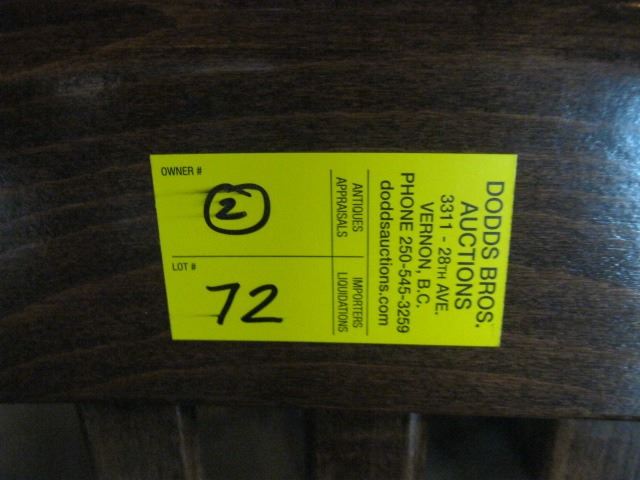 DODDS BROS.
AUCTIONS
3311 - 28TH AVE.
VERNON, B.C.
PHONE 250-545-3259
doddsauctions.com
ANTIQUES
APPRAISALS
IMPORTERS
LIQUIDATIONS
OWNER #
2
LOT #
72